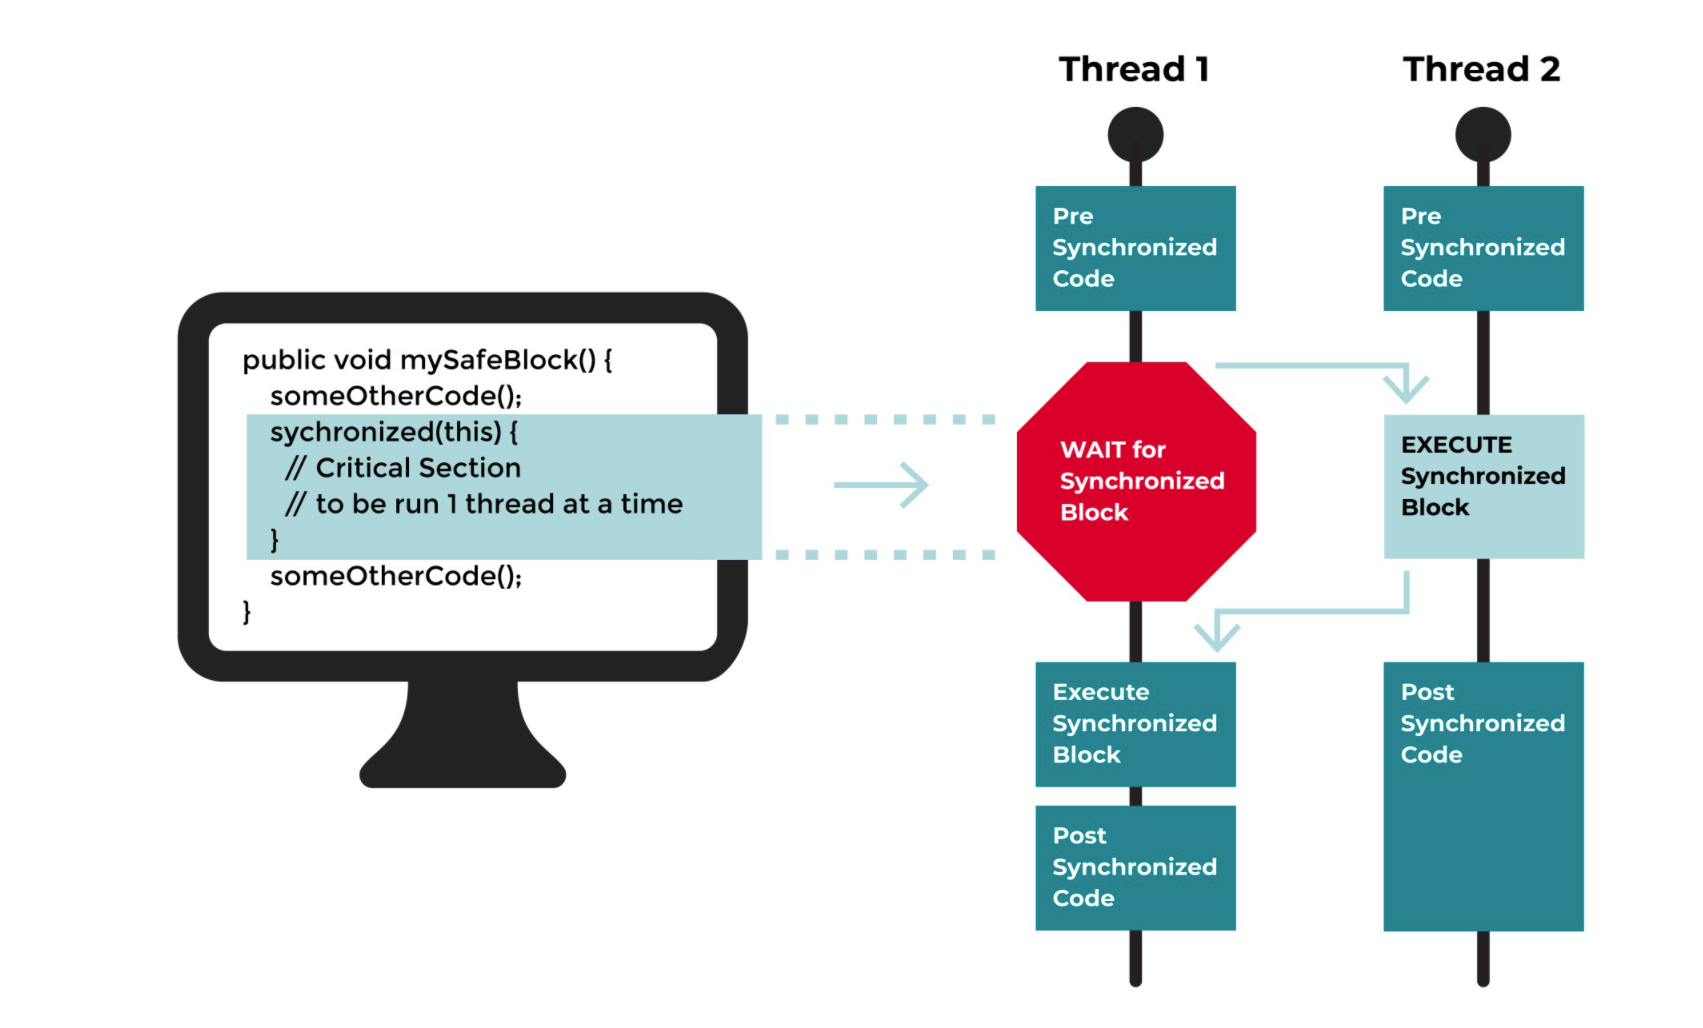 public void mySafeBlock() {
someOtherCode();
sychronized(this) {
// Critical Section
// to be run 1 thread at a time
}
someOtherCode();
}
Thread 1
Pre
Synchronized
Code
WAIT for
Synchronized
Block
Execute
Synchronized
Block
Post
Synchronized
Code
Thread 2
Pre
Synchronized
Code
EXECUTE
Synchronized
Block
Post
Synchronized
Code